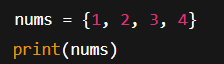 nums = {1, 2, 3, 4}
print(nums)